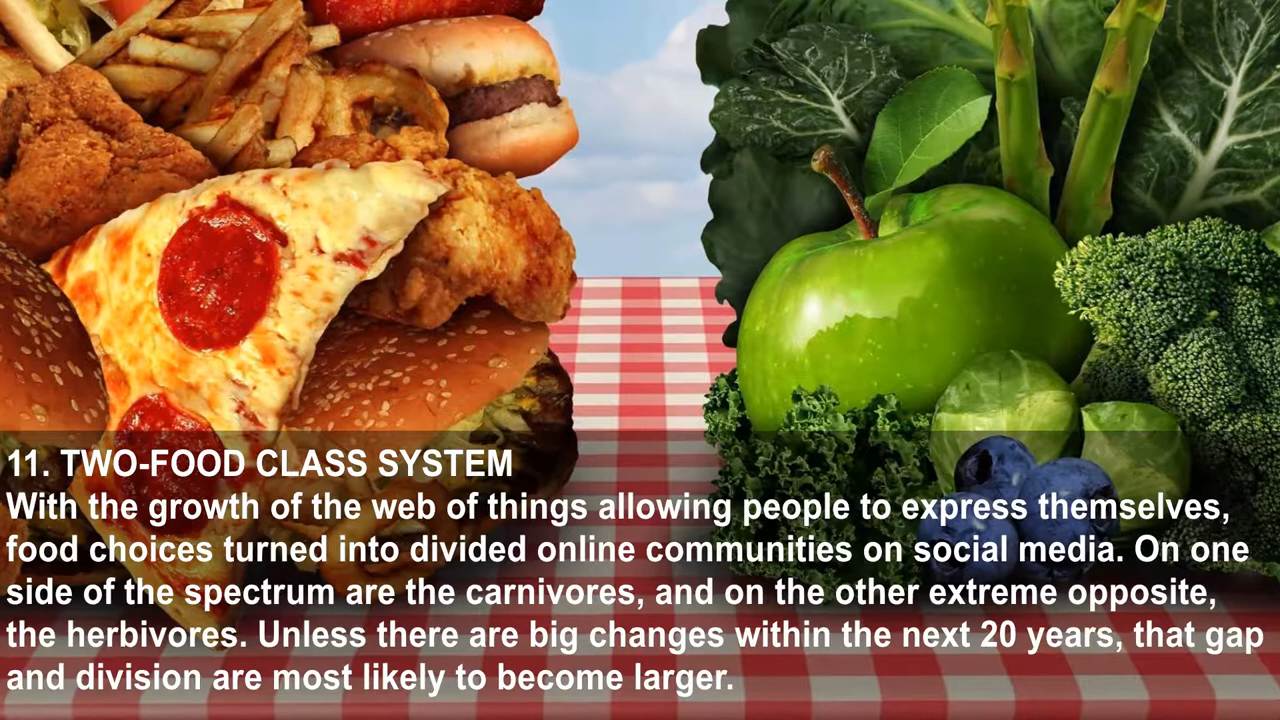 11. TWO-FOOD CLASS SYSTEM
With the growth of the web of things allowing people to express themselves,
food choices turned into divided online communities on social media. On one
side of the spectrum are the carnivores, and on the other extreme opposite,
the herbivores. Unless there are big changes within the next 20 years, that gap
and division are most likely to become larger.